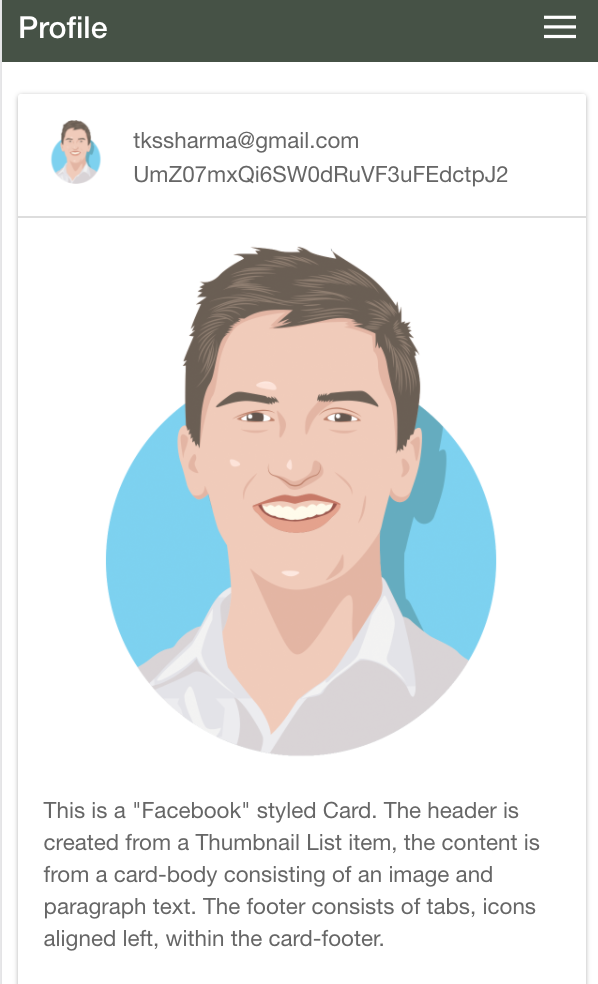 Profile
tkssharma@gmail.com
UmZ07mxQi6SW0dRuVF3uFEdctpJ2
This is a "Facebook" styled Card. The header is
created from a Thumbnail List item, the content is
from a card-body consisting of an image and
paragraph text. The footer consists of tabs, icons
aligned left, within the card-footer.